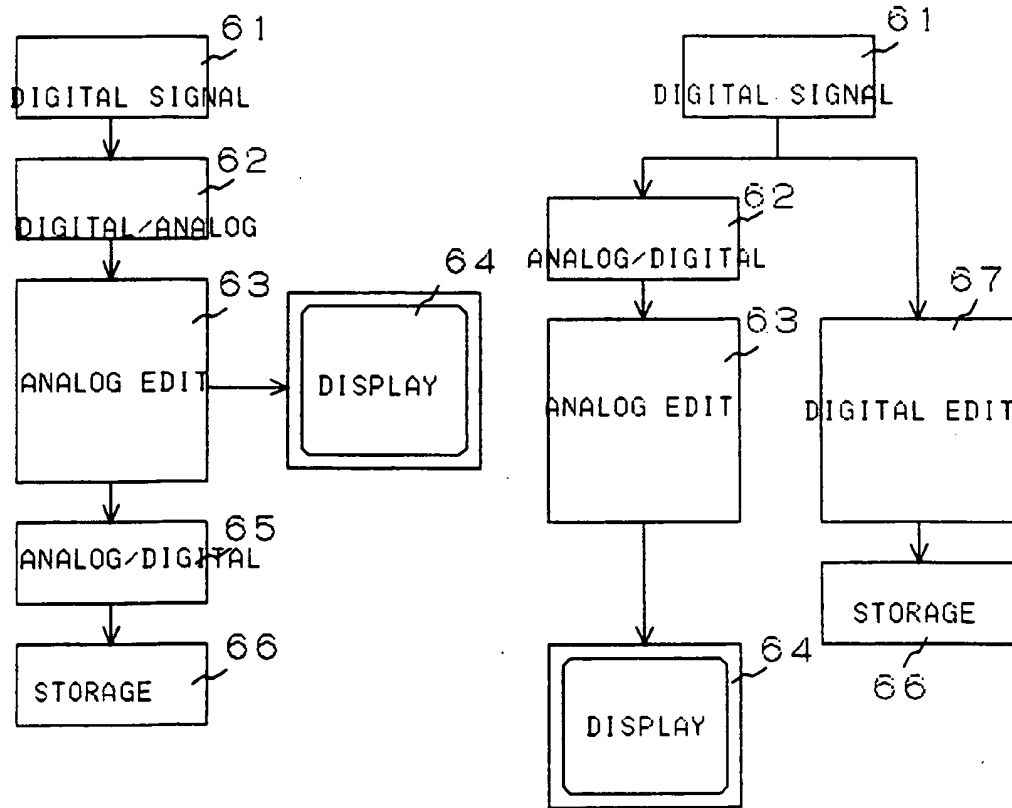 61
DIGITAL SIGNAL
62
DIGITAL/ANALOG
63
ANALOG EDIT
64
DISPLAY
65
ANALOG/DIGITAL
66
STORAGE
61
DIGITAL SIGNAL
62
ANALOG/DIGITAL
63
ANALOG EDIT
67
DIGITAL EDIT
STORAGE
66
64
DISPLAY